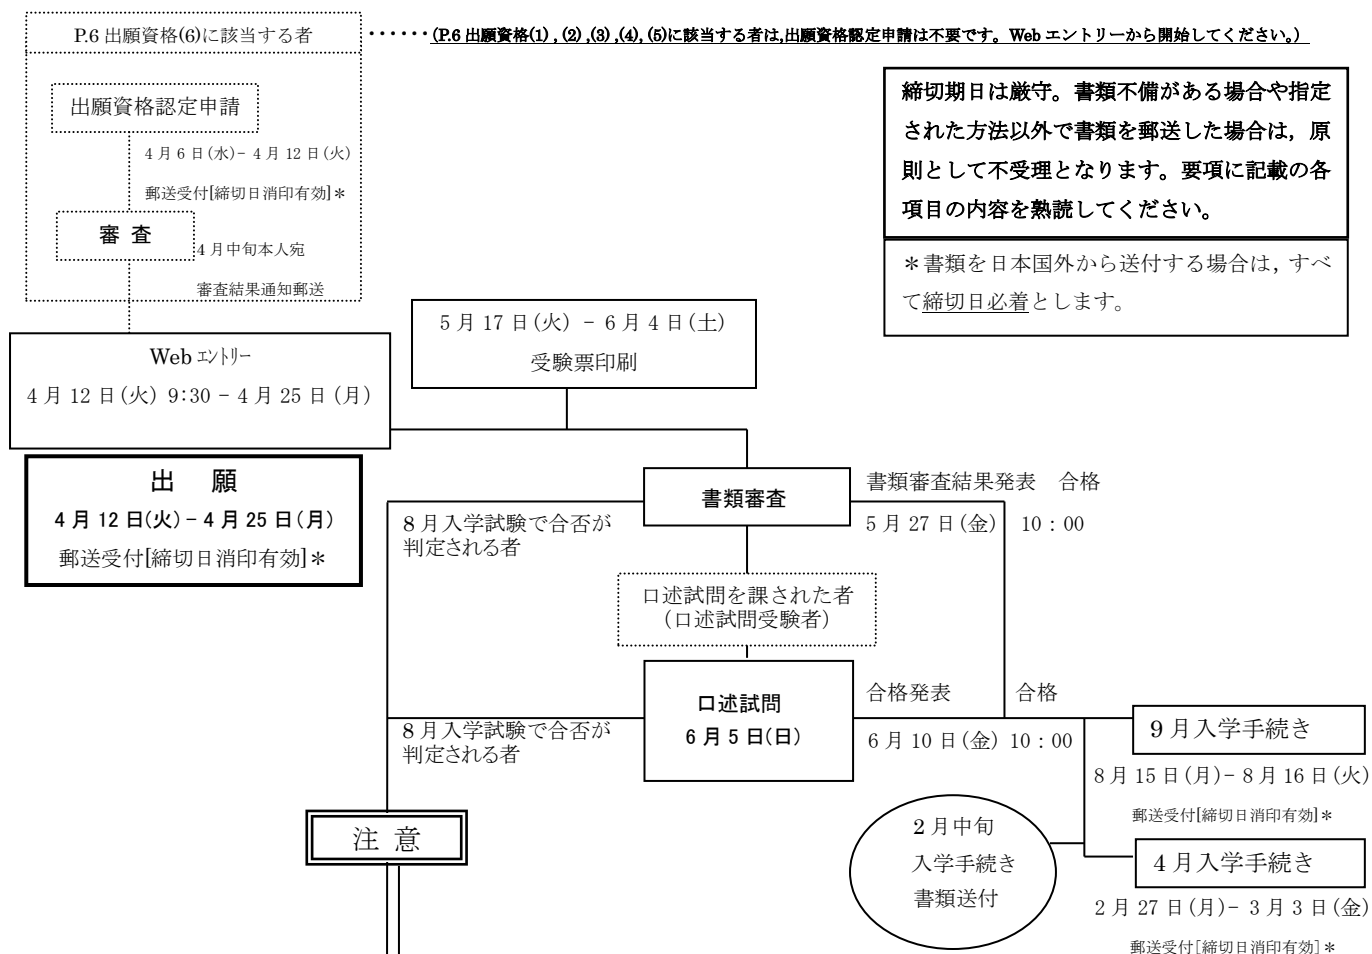 P.6 出願資格(6)に該当する者
‥‥‥(P.6 出願資格(1) , (2) ,(3) ,(4), (5)に該当する者は,出願資格認定申請は不要です。Web エントリーから開始してください。)
出願資格認定申請
4 月 6 日(水)- 4 月 12 日(火)
郵送受付[締切日消印有効]＊
審 査
4 月中旬本人宛
審査結果通知郵送
締切期日は厳守。書類不備がある場合や指定
された方法以外で書類を郵送した場合は，原
則として不受理となります。要項に記載の各
項目の内容を熟読してください。
＊書類を日本国外から送付する場合は，すべ
て締切日必着とします。
5 月 17 日(火) - 6 月 4 日(土)
受験票印刷
Web ｴﾝﾄﾘｰ
4 月 12 日(火) 9:30 - 4 月 25 日 (月)
出 願
4 月 12 日(火) - 4 月 25 日(月)
郵送受付[締切日消印有効]＊
書類審査
書類審査結果発表 合格
5 月 27 日(金) 10：00
8 月入学試験で合否が
判定される者
口述試問を課された者
（口述試問受験者）
口述試問
6 月 5 日(日)
合格発表 合格
6 月 10 日(金) 10：00
8 月入学試験で合否が
判定される者
9 月入学手続き
8 月 15 日(月)- 8 月 16 日(火)
郵送受付[締切日消印有効]＊
注 意
2 月中旬
入学手続き
書類送付
4 月入学手続き
2 月 27 日(月)- 3 月 3 日(金)
郵送受付[締切日消印有効]＊